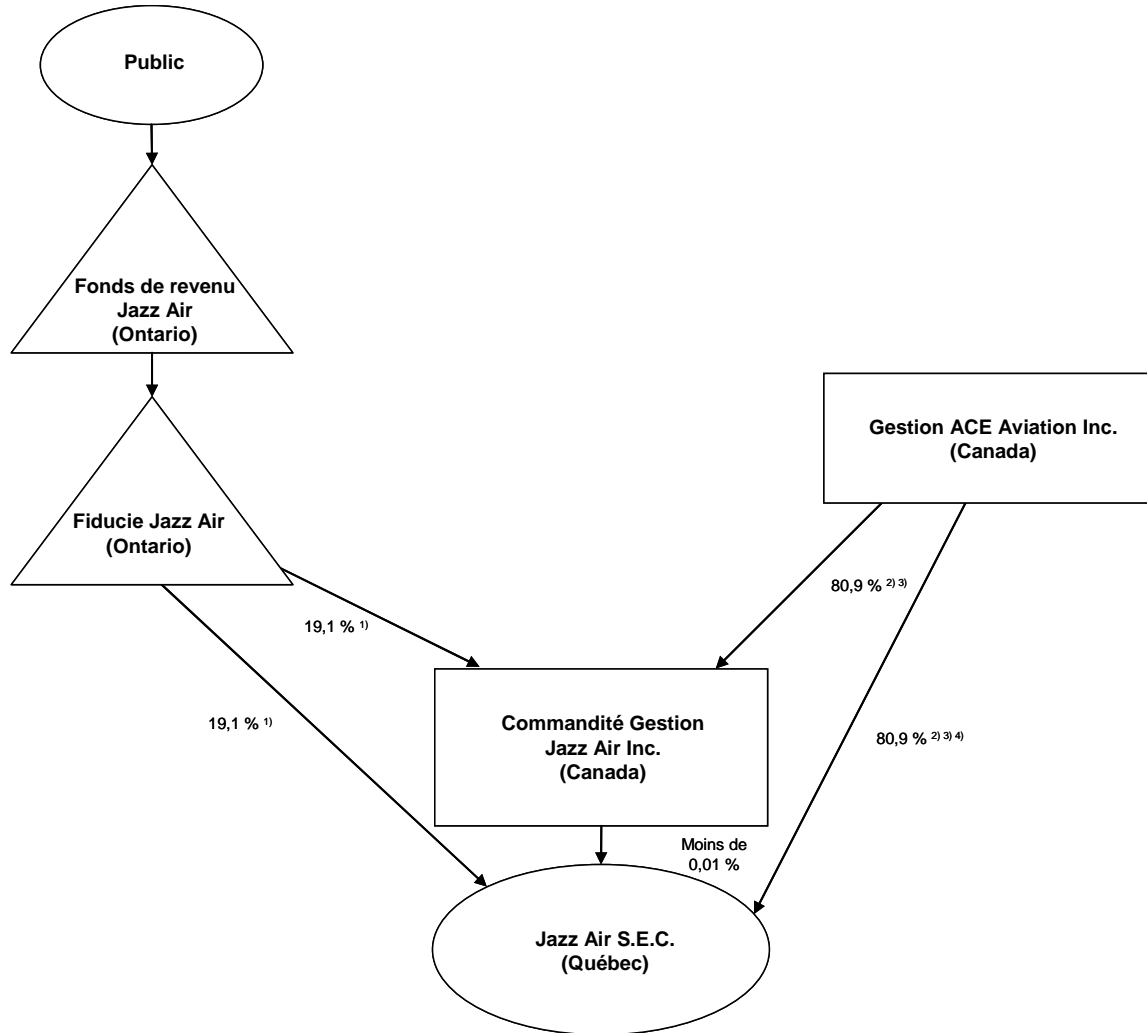 Public
Fonds de revenu
Jazz Air
(Ontario)
Gestion ACE Aviation Inc.
(Canada)
Fiducie Jazz Air
(Ontario)
80,9 % 2) 3)
19,1 % 1)
19,1 % 1)
Commandité Gestion
Jazz Air Inc.
(Canada)
80,9 % 2) 3) 4)
Moins de
0,01 %
Jazz Air S.E.C.
(Québec)